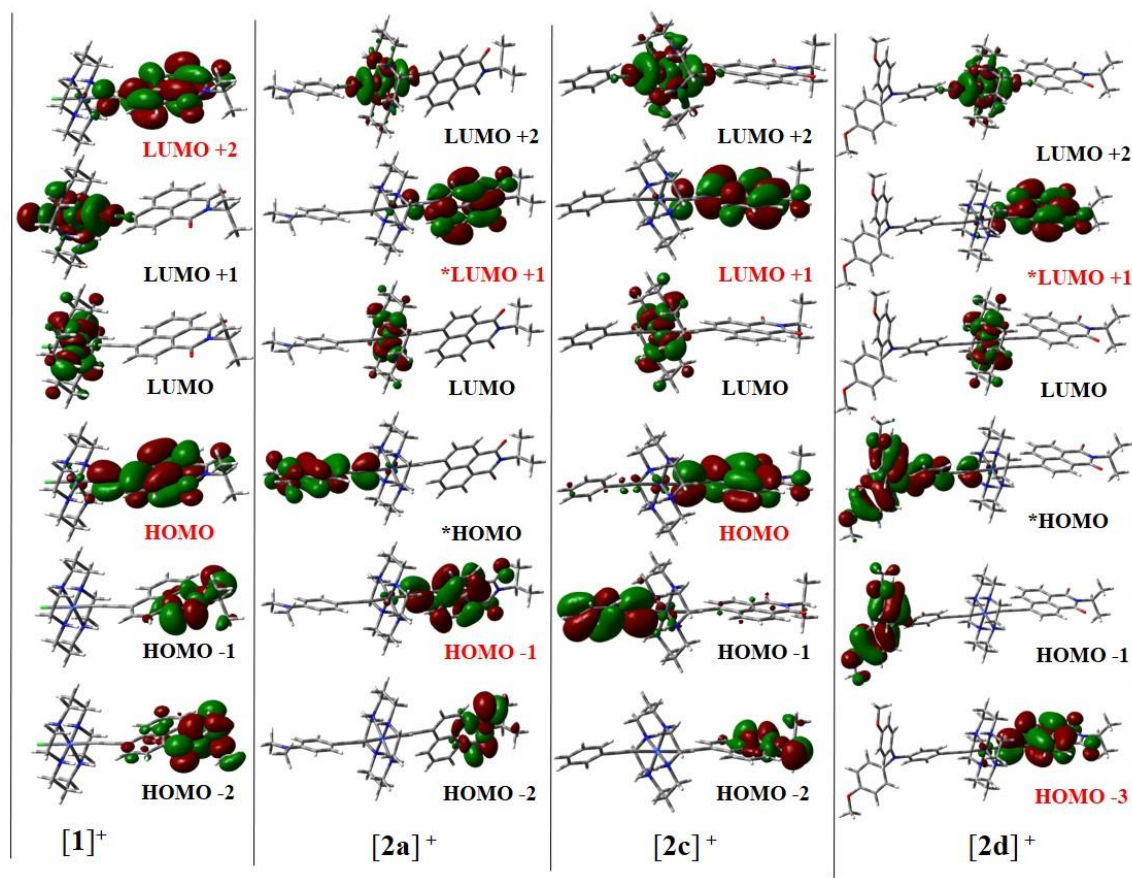 LUMO +2
LUMO +1
LUMO
HOMO
HOMO -1
HOMO -2
[1]⁺
LUMO +2
*LUMO +1
LUMO
*HOMO
HOMO -1
HOMO -2
[2a]⁺
LUMO +2
LUMO +1
LUMO
HOMO
HOMO -1
HOMO -2
[2c]⁺
LUMO +2
*LUMO +1
LUMO
*HOMO
HOMO -1
HOMO -3
[2d]⁺